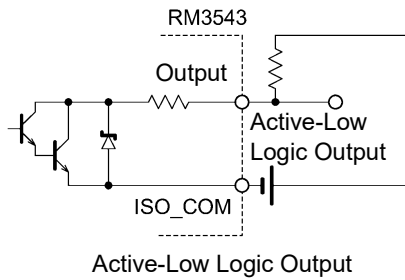 RM3543
Output
Active-Low
Logic Output
ISO_COM
Active-Low Logic Output